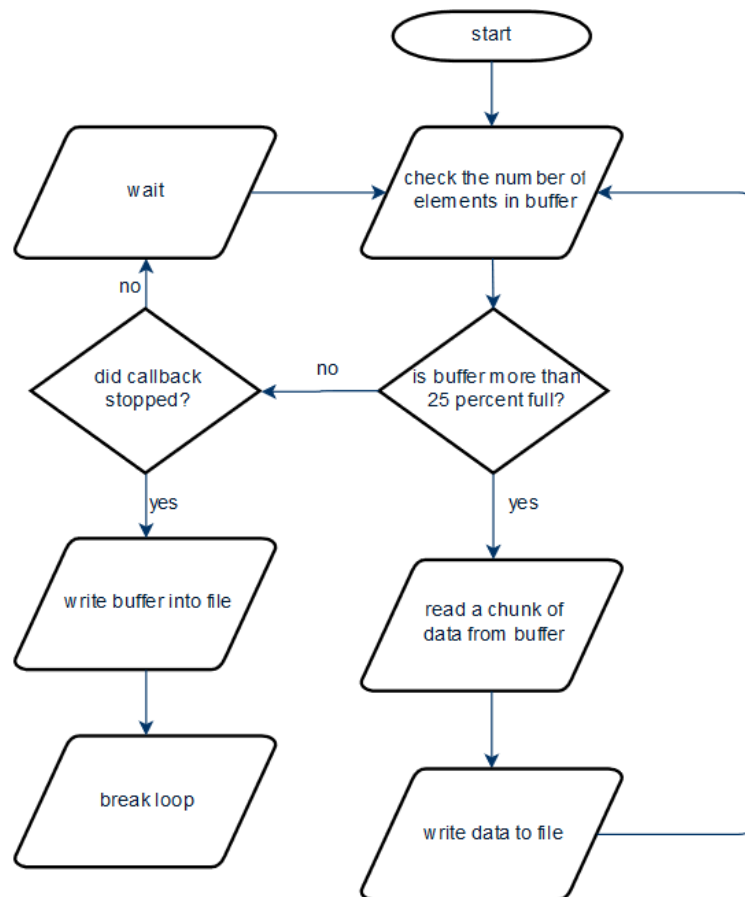 start
wait
check the number of
elements in buffer
no
did callback
stopped?
no
is buffer more than
25 percent full?
yes
yes
write buffer into file
read a chunk of
data from buffer
break loop
write data to file